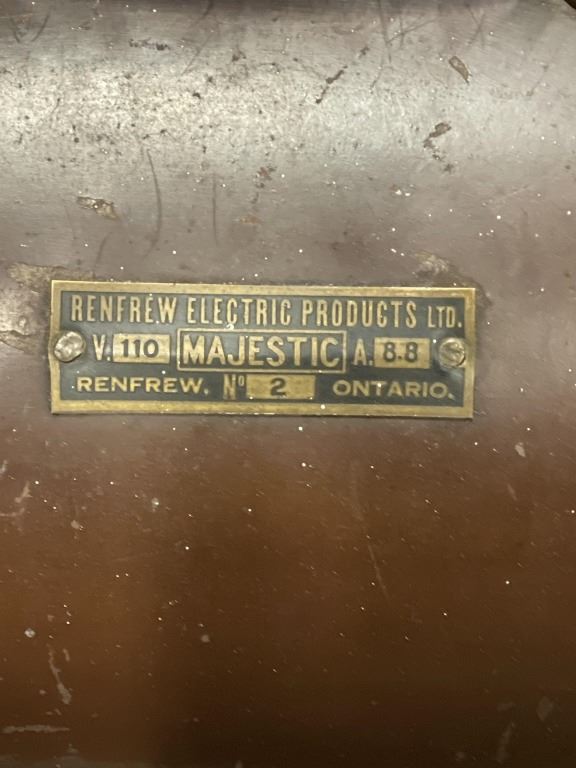 RENFREW ELECTRIC PRODUCTS LTD.
V. 110 MAJESTIC A. 8.8
RENFREW. Nº 2 ONTARIO.